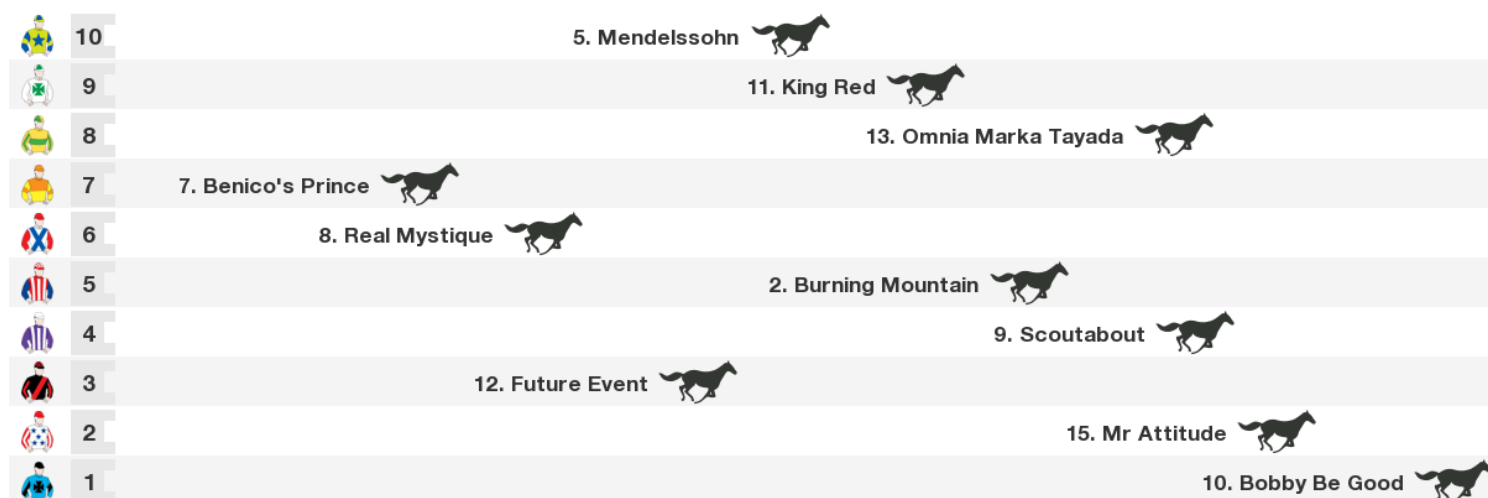 10 5. Mendelssohn
9 11. King Red
8 13. Omnia Marka Tayada
7 7. Benico's Prince
6 8. Real Mystique
5 2. Burning Mountain
4 9. Scoutabout
3 12. Future Event
2 15. Mr Attitude
1 10. Bobby Be Good